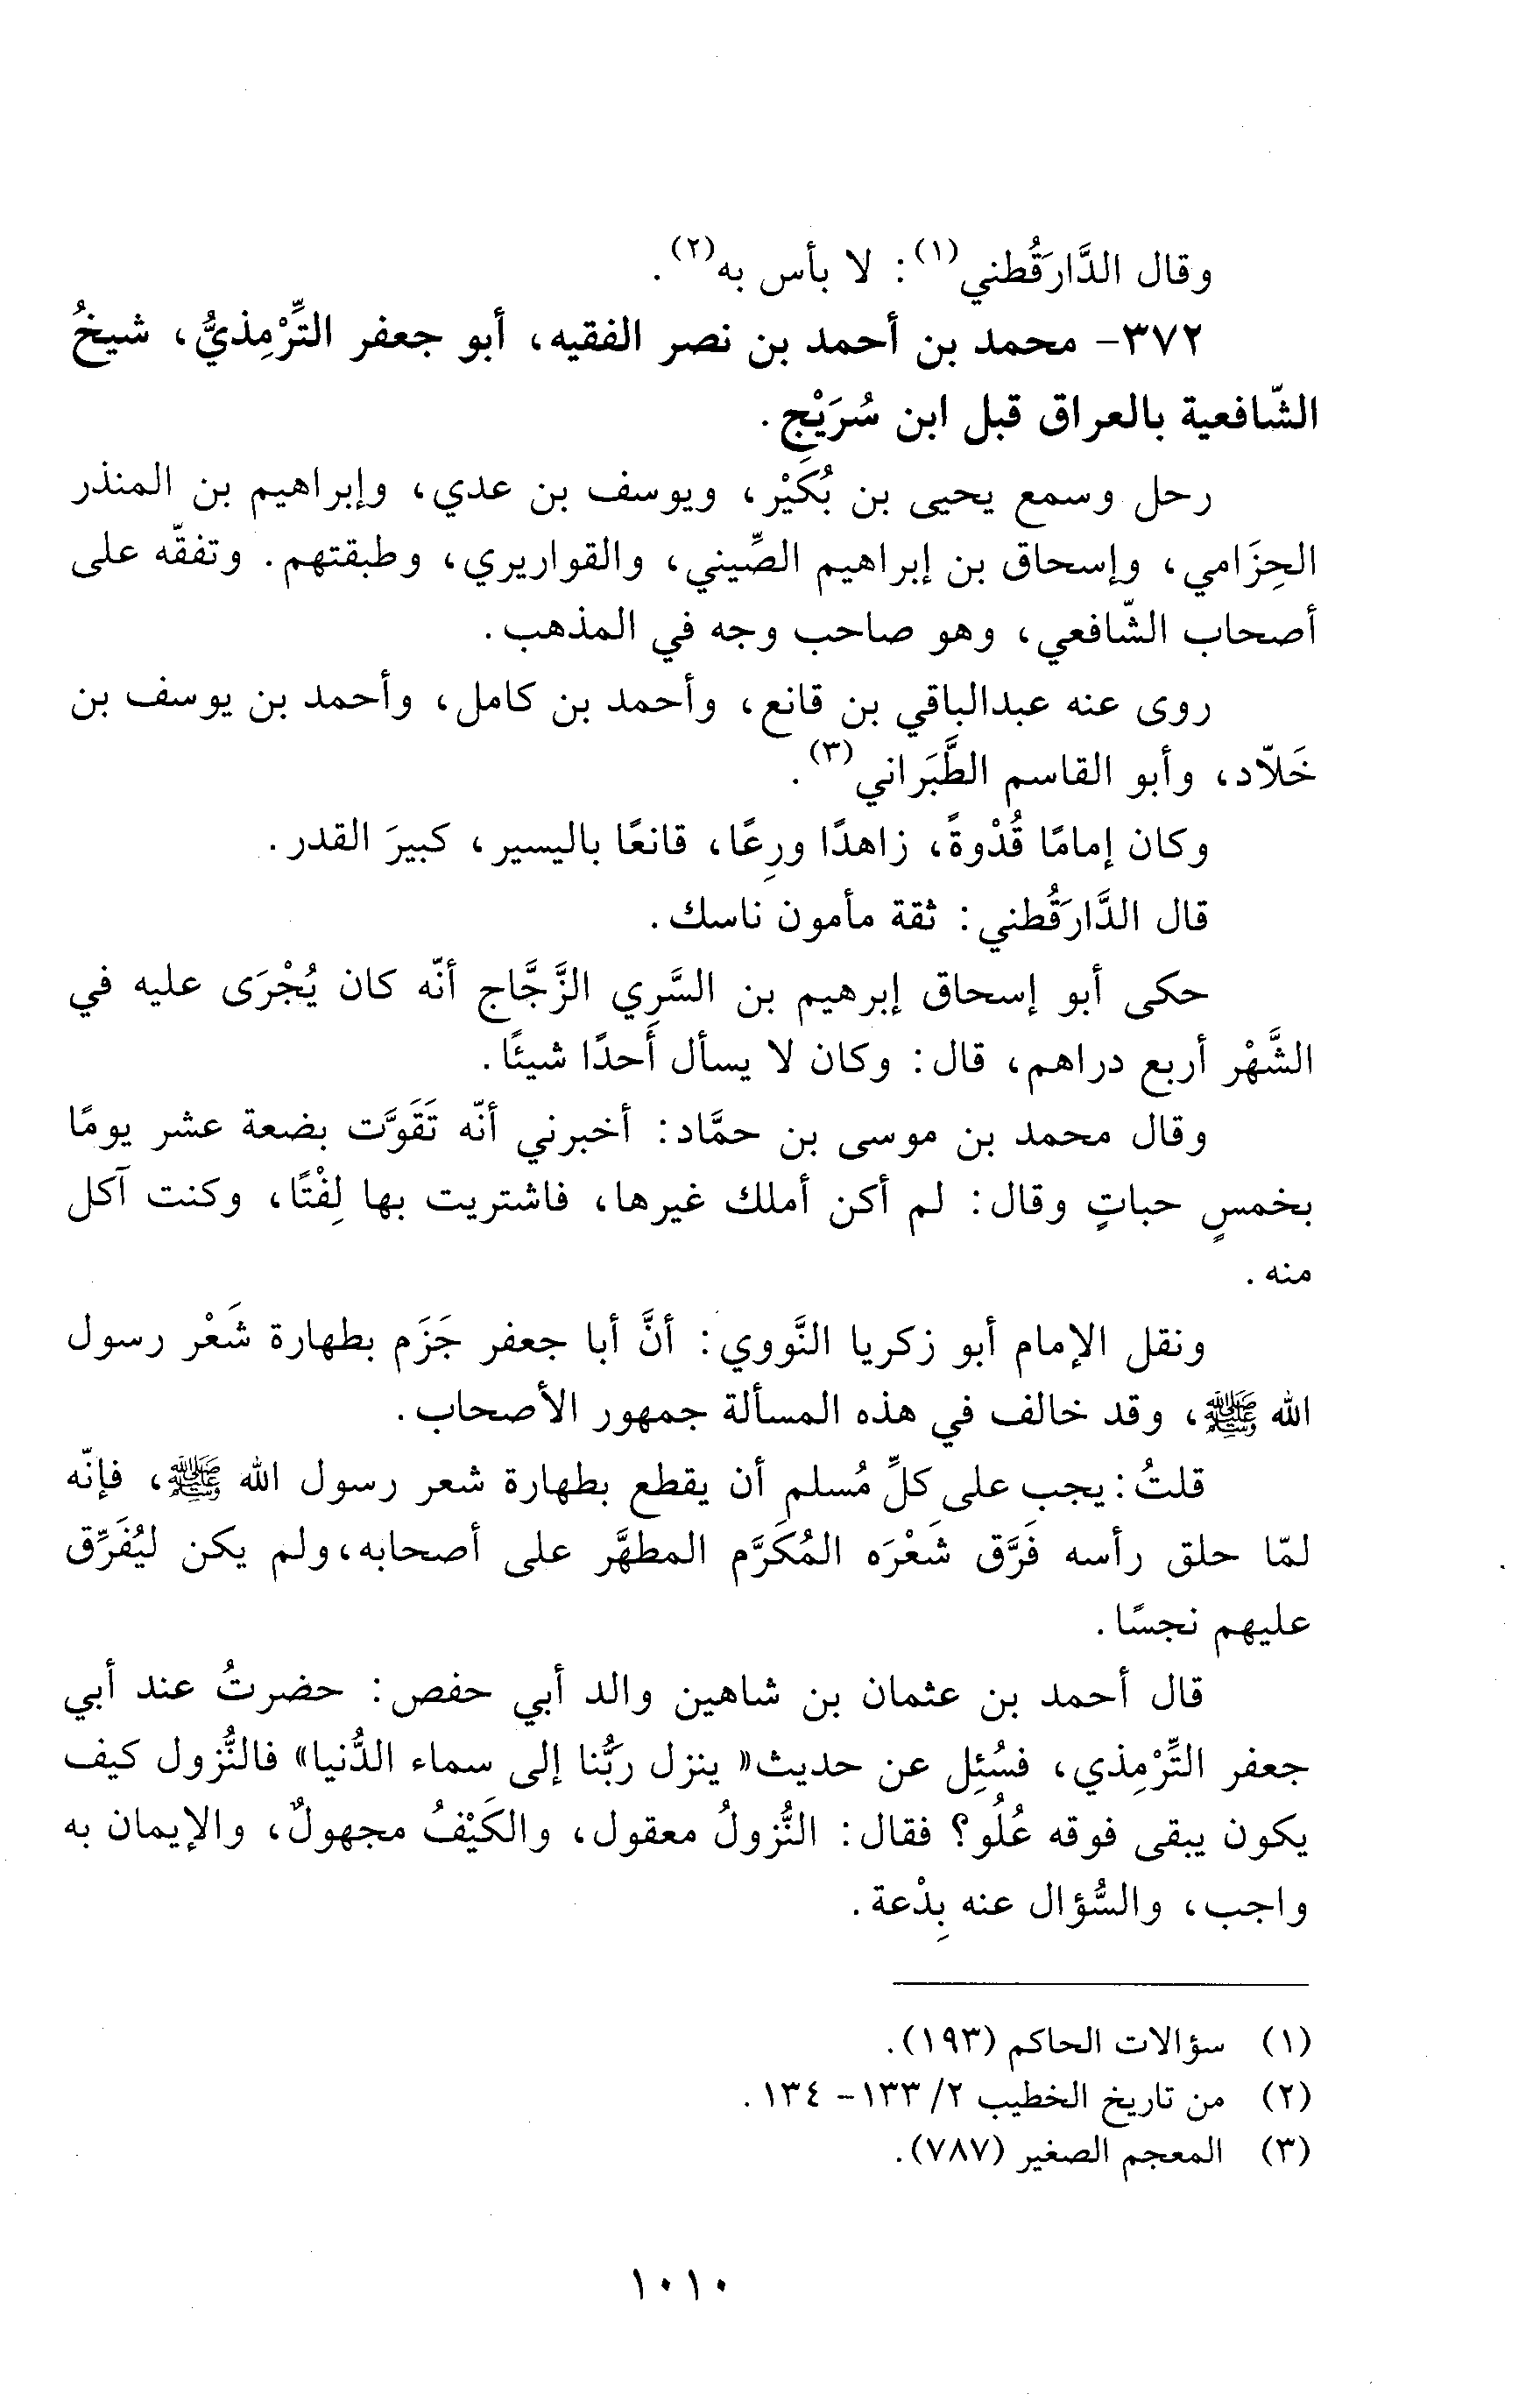 وقال الدَّارَقُطني(١): لا بأس به(٢).
٣٧٢- محمد بن أحمد بن نصر الفقيه، أبو جعفر التِّرْمِذيُّ، شيخُ
الشّافعية بالعراق قبل ابن سُرَيْجٍ.
رحل وسمع يحيى بن بُكَيْر، ويوسف بن عدي، وإبراهيم بن المنذر
الحِزَامي، وإسحاق بن إبراهيم الصِّيني، والقواريري، وطبقتهم. وتفقّه على
أصحاب الشّافعي، وهو صاحب وجه في المذهب.
روى عنه عبدالباقي بن قانع، وأحمد بن كامل، وأحمد بن يوسف بن
خَلّاد، وأبو القاسم الطَّبَراني(٣).
وكان إمامًا قُدْوةً، زاهدًا ورِعًا، قانعًا باليسير، كبيرَ القدر.
قال الدَّارَقُطني: ثقة مأمون ناسك.
حكى أبو إسحاق إبرهيم بن السَّرِي الزَّجَّاج أنّه كان يُجْرَى عليه في
الشَّهْر أربع دراهم، قال: وكان لا يسأل أَحدًا شيئًا.
وقال محمد بن موسى بن حمَّاد: أخبرني أنّه تَقَوَّت بضعة عشر يومًا
بخمسٍ حباتٍ وقال: لم أكن أملك غيرها، فاشتريت بها لِفْتًا، وكنت آكل
منه.
ونقل الإمام أبو زكريا النَّووي: أنَّ أبا جعفر جَزَم بطهارة شَعْر رسول
الله ﷺ، وقد خالف في هذه المسألة جمهور الأصحاب.
قلتُ: يجب على كلِّ مُسلم أن يقطع بطهارة شعر رسول الله ﷺ، فإنّه
لمّا حلق رأسه فَرَّق شَعْرَه المُكَرَّم المطهَّر على أصحابه، ولم يكن ليُفَرِّق
عليهم نجسًا.
قال أحمد بن عثمان بن شاهين والد أبي حفص: حضرتُ عند أبي
جعفر التِّرْمِذي، فسُئِل عن حديث « ينزل ربُّنا إلى سماء الدُّنيا» فالنُّزول كيف
يكون يبقى فوقه عُلُو؟ فقال: النُّزولُ معقول، والكَيْفُ مجهولٌ، والإيمان به
واجب، والسُّؤال عنه بِدْعة.
(١) سؤالات الحاكم (١٩٣).
(٢) من تاريخ الخطيب ٢/ ١٣٣- ١٣٤.
(٣) المعجم الصغير (٧٨٧).
١٠١٠